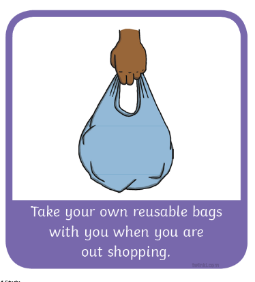 Take your own reusable bags
with you when you are
out shopping.